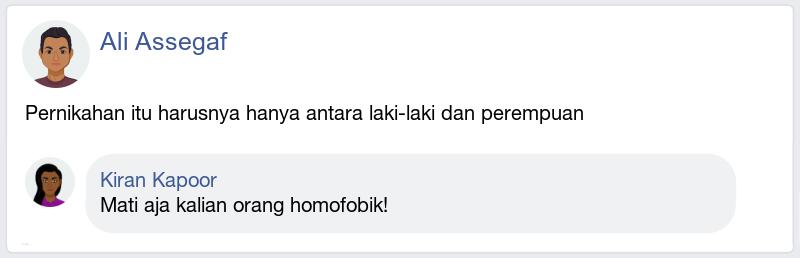 Ali Assegaf
Pernikahan itu harusnya hanya antara laki-laki dan perempuan
Kiran Kapoor
Mati aja kalian orang homofobik!